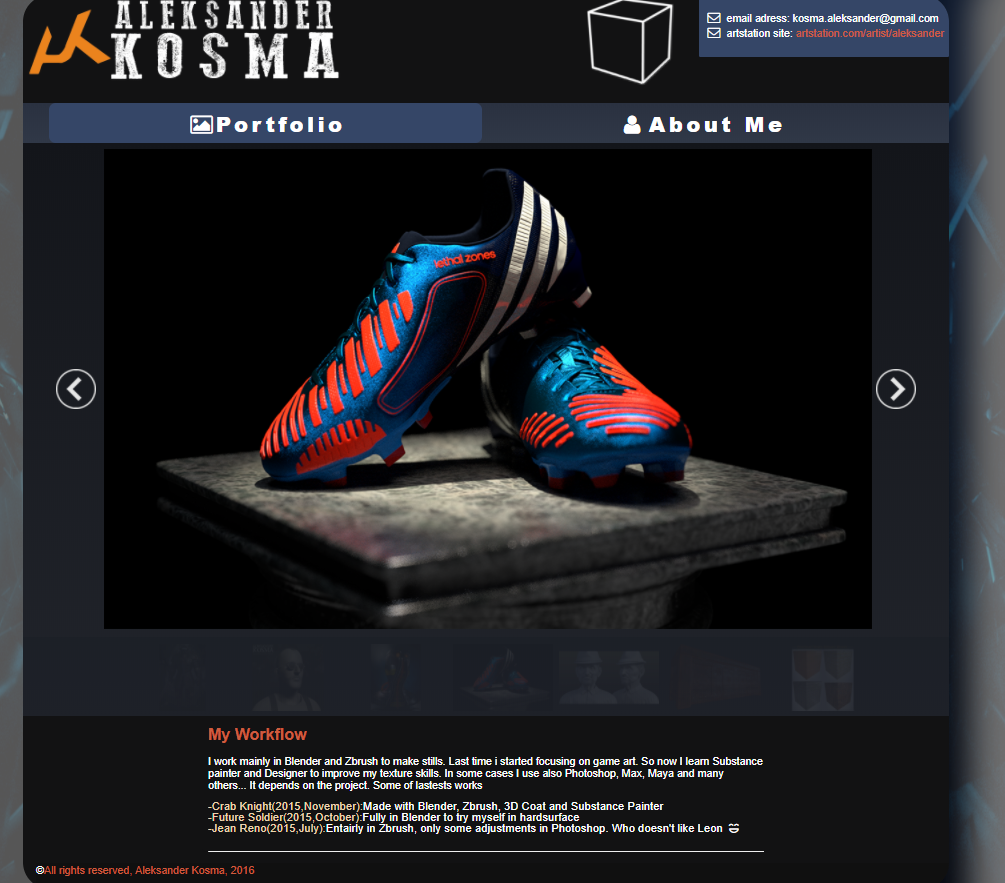 ALEKSANDER
KOSMA
email adress: kosma.aleksander@gmail.com
artstation site: artstation.com/artist/aleksander
Portfolio
About Me
lethal zones
My Workflow
I work mainly in Blender and Zbrush to make stills. Last time i started focusing on game art. So now I learn Substance
painter and Designer to improve my texture skills. In some cases I use also Photoshop, Max, Maya and many
others... It depends on the project. Some of lastests works
-Crab Knight(2015,November):Made with Blender, Zbrush, 3D Coat and Substance Painter
-Future Soldier(2015,October):Fully in Blender to try myself in hardsurface
-Jean Reno(2015,July):Entairly in Zbrush, only some adjustments in Photoshop. Who doesn't like Leon
©All rights reserved, Aleksander Kosma, 2016